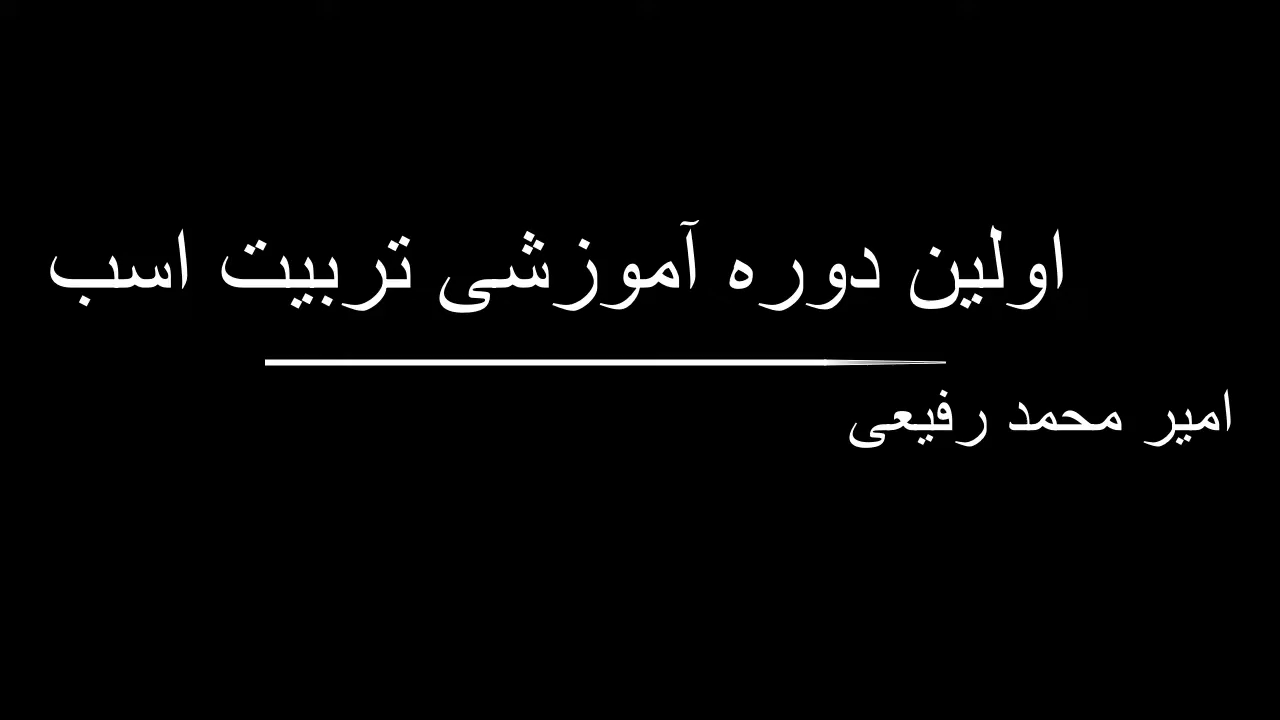 اولین دوره آموزشی تربیت اسب
امیر محمد رفیعی